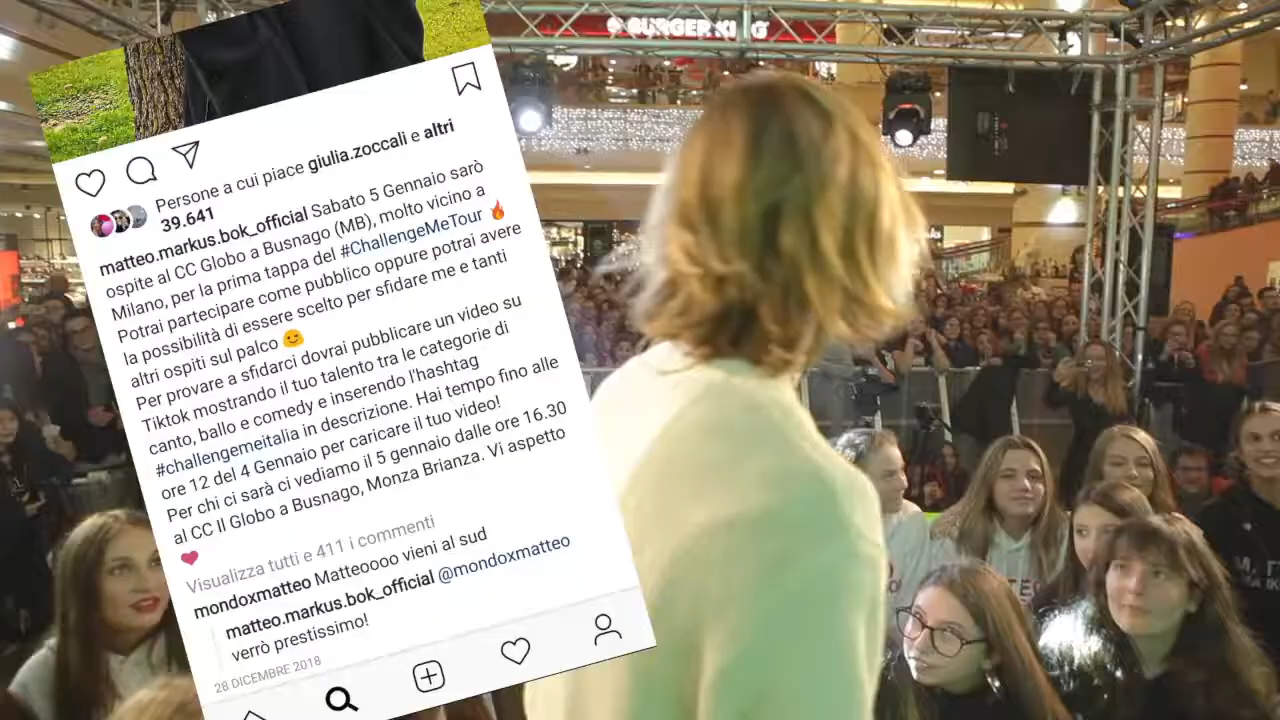 BURGER KING
Persone a cui piace giulia.zoccali e altri
39.641
matteo.markus.bok_official Sabato 5 Gennaio sarò
ospite al CC Globo a Busnago (MB), molto vicino a
Milano, per la prima tappa del #ChallengeMeTour 🔥
Potrai partecipare come pubblico oppure potrai avere
la possibilità di essere scelto per sfidare me e tanti
altri ospiti sul palco 😋
Per provare a sfidarci dovrai pubblicare un video su
Tiktok mostrando il tuo talento tra le categorie di
canto, ballo e comedy e inserendo l'hashtag
#challengemeitalia in descrizione. Hai tempo fino alle
ore 12 del 4 Gennaio per caricare il tuo video!
Per chi ci sarà ci vediamo il 5 gennaio dalle ore 16.30
al CC Il Globo a Busnago, Monza Brianza. Vi aspetto
❤
Visualizza tutti e 411 i commenti
mondoxmatteo Matteoooo vieni al sud
matteo.markus.bok_official @mondoxmatteo
verrò prestissimo!
28 DICEMBRE 2018